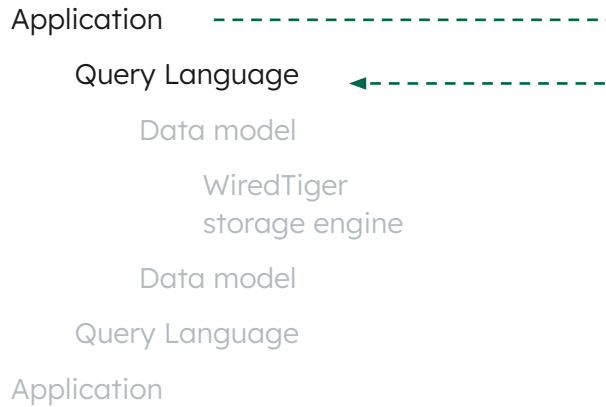 Application
Query Language
Data model
WiredTiger
storage engine
Data model
Query Language
Application